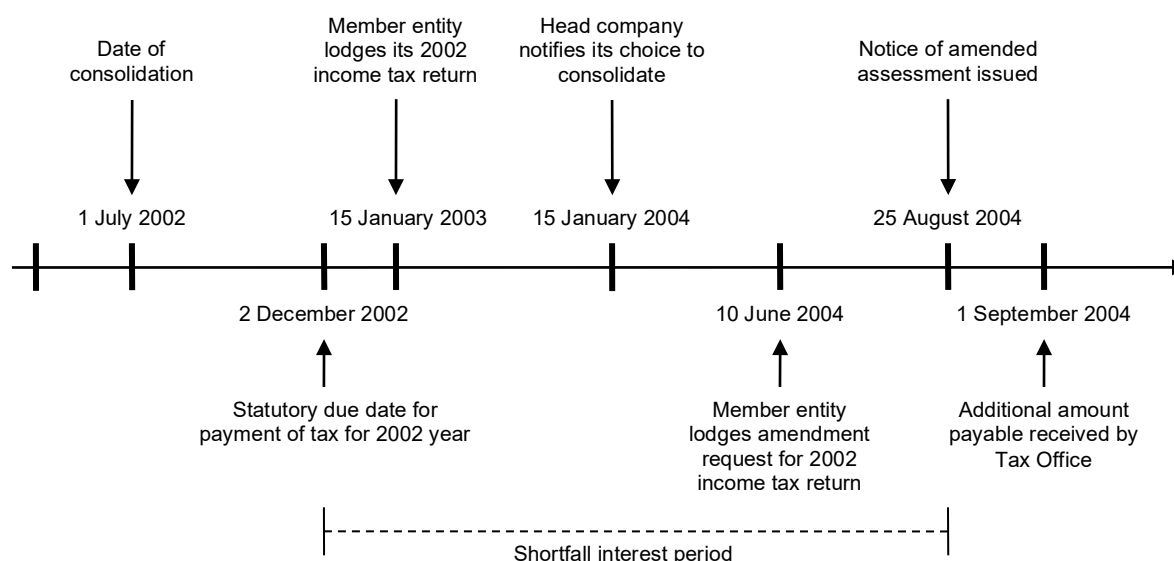 Date of
consolidation
Member entity
lodges its 2002
income tax return
Head company
notifies its choice to
consolidate
Notice of amended
assessment issued
1 July 2002
15 January 2003
15 January 2004
25 August 2004
2 December 2002
10 June 2004
1 September 2004
Statutory due date for
payment of tax for 2002 year
Member entity
lodges amendment
request for 2002
income tax return
Additional amount
payable received by
Tax Office
Shortfall interest period